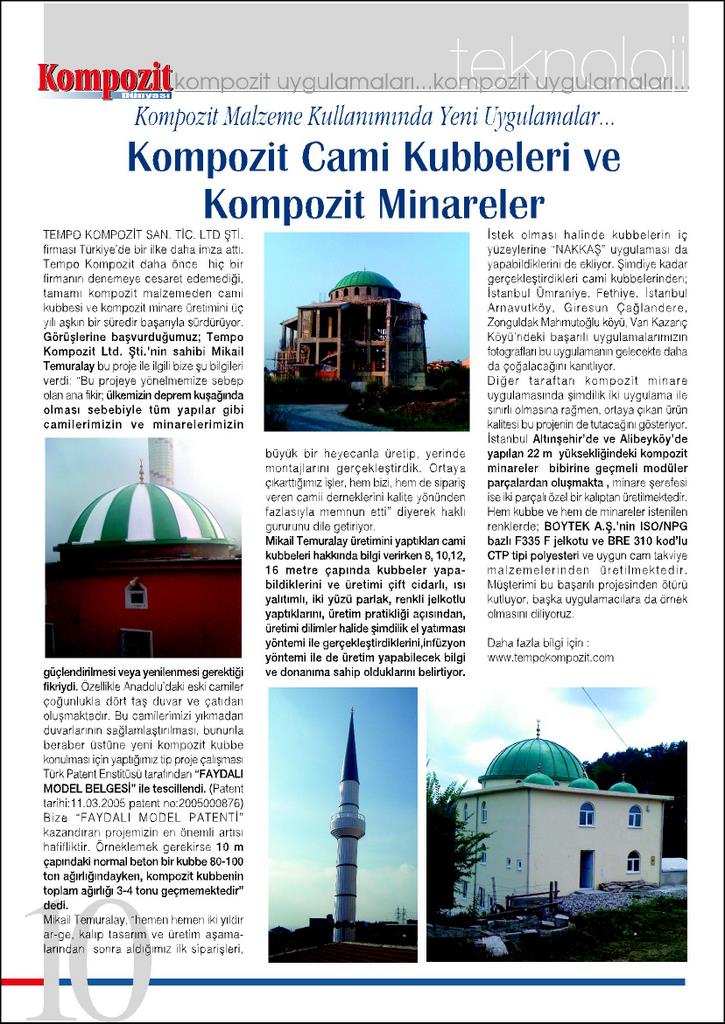 teknoloji
Kompozit
Dünyası
kompozit uygulamaları...kompozit uygulamaları...
Kompozit Malzeme Kullanımında Yeni Uygulamalar...
Kompozit Cami Kubbeleri ve
Kompozit Minareler
TEMPO KOMPOZİT SAN. TİC. LTD ŞTİ.
firması Türkiye'de bir ilke daha imza attı.
Tempo Kompozit daha önce hiç bir
firmanın denemeye cesaret edemediği,
tamamı kompozit malzemeden cami
kubbesi ve kompozit minare üretimini üç
yılı aşkın bir süredir başarıyla sürdürüyor.
Görüşlerine başvurduğumuz; Tempo
Kompozit Ltd. Şti.'nin sahibi Mikail
Temuralay bu proje ile ilgili bize şu bilgileri
verdi: "Bu projeye yönelmemize sebep
olan ana fikir; ülkemizin deprem kuşağında
olması sebebiyle tüm yapılar gibi
camilerimizin ve minarelerimizin
güçlendirilmesi veya yenilenmesi gerektiği
fikriydi. Özellikle Anadolu'daki eski camiler
çoğunlukla dört taş duvar ve çatıdan
oluşmaktadır. Bu camilerimizi yıkmadan
duvarlarının sağlamlaştırılması, bununla
beraber üstüne yeni kompozit kubbe
konulması için yaptığımız tip proje çalışması
Türk Patent Enstitüsü tarafından "FAYDALI
MODEL BELGESİ" ile tescillendi. (Patent
tarihi:11.03.2005 patent no:2005000876)
Bize "FAYDALI MODEL PATENTİ"
kazandıran projemizin en önemli artısı
hafifliktir. Örneklemek gerekirse 10 m
çapındaki normal beton bir kubbe 80-100
ton ağırlığındayken, kompozit kubbenin
toplam ağırlığı 3-4 tonu geçmemektedir"
dedi.
Mikail Temuralay, "hemen hemen iki yıldır
ar-ge, kalıp tasarım ve üretim aşama-
larından sonra aldığımız ilk siparişleri,
büyük bir heyecanla üretip, yerinde
montajlarını gerçekleştirdik. Ortaya
çıkarttığımız işler, hem bizi, hem de sipariş
veren camii derneklerini kalite yönünden
fazlasıyla memnun etti" diyerek haklı
gururunu dile getiriyor.
Mikail Temuralay üretimini yaptıkları cami
kubbeleri hakkında bilgi verirken 8, 10,12,
16 metre çapında kubbeler yapa-
bildiklerini ve üretimi çift cidarlı, ısı
yalıtımlı, iki yüzü parlak, renkli jelkotlu
yaptıklarını, üretim pratikliği açısından,
üretimi dilimler halide şimdilik el yatırması
yöntemi ile gerçekleştirdiklerini,infüzyon
yöntemi ile de üretim yapabilecek bilgi
ve donanıma sahip olduklarını belirtiyor.
İstek olması halinde kubbelerin iç
yüzeylerine "NAKKAŞ" uygulaması da
yapabildiklerini de ekliyor. Şimdiye kadar
gerçekleştirdikleri cami kubbelerinden;
İstanbul Ümraniye, Fethiye, İstanbul
Arnavutköy, Giresun Çağlandere,
Zonguldak Mahmutoğlu köyü, Van Kazanç
Köyü'ndeki başarılı uygulamalarımızın
fotografları bu uygulamanın gelecekte daha
da çoğalacağını kanıtlıyor.
Diğer taraftan kompozit minare
uygulamasında şimdilik iki uygulama ile
sınırlı olmasına rağmen, ortaya çıkan ürün
kalitesi bu projenin de tutacağını gösteriyor.
İstanbul Altınşehir'de ve Alibeyköy'de
yapılan 22 m yüksekliğindeki kompozit
minareler bibirine geçmeli modüler
parçalardan oluşmakta , minare şerefesi
ise iki parçalı özel bir kalıptan üretilmektedir.
Hem kubbe ve hem de minareler istenilen
renklerde; BOYTEK A.Ş.'nin ISO/NPG
bazlı F335 F jelkotu ve BRE 310 kod'lu
CTP tipi polyesteri ve uygun cam takviye
malzemelerinden üretilmektedir.
Müşterimi bu başarılı projesinden ötürü
kutluyor, başka uygulamacılara da örnek
olmasını diliyoruz.
Daha fazla bilgi için :
www.tempokompozit.com
10